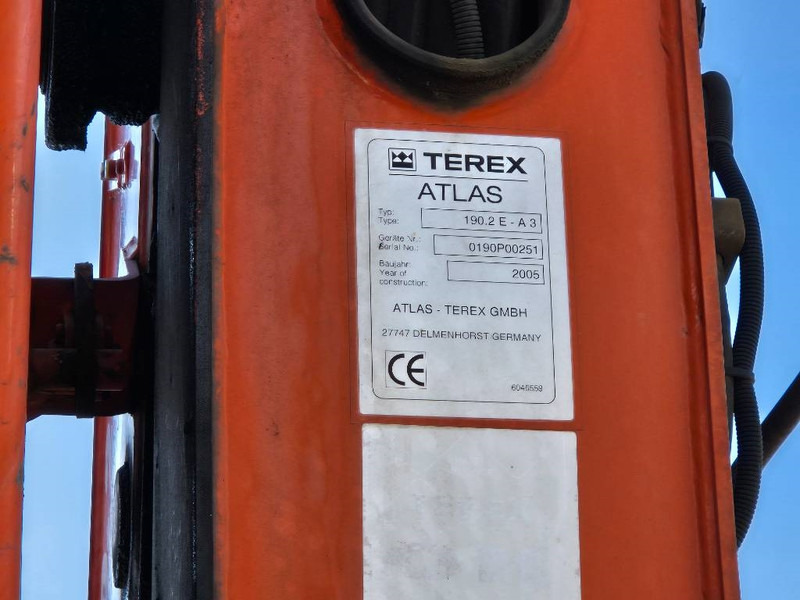 TEREX
ATLAS
Typ:
Type: 190.2 E - A 3
Geräte Nr.:
Serial No.: 0190P00251
Baujahr:
Year of
construction: 2005
ATLAS - TEREX GMBH
27747 DELMENHORST GERMANY
CE
6046559